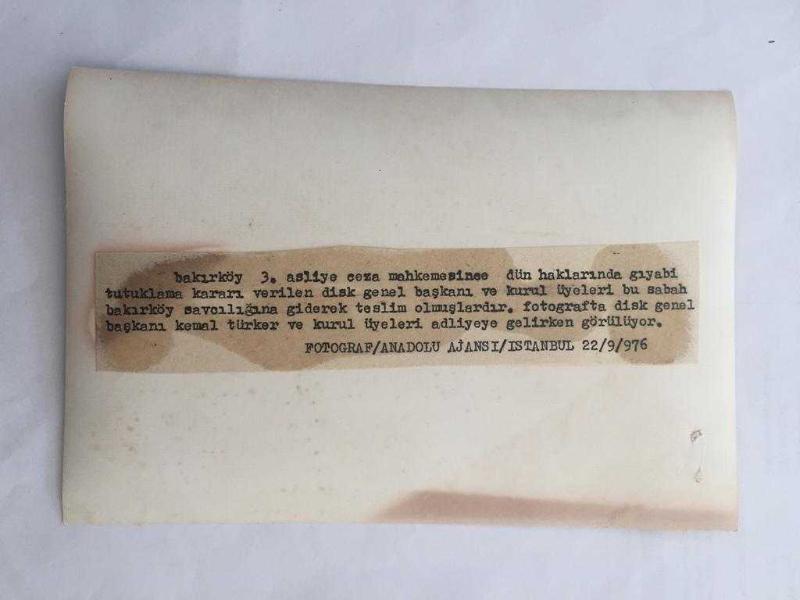 bakırköy 3. asliye ceza mahkemesince dün haklarında gıyabi
tutuklama kararı verilen disk genel başkanı ve kurul üyeleri bu sabah
bakırköy savcılığına giderek teslim olmuşlardır. fotografta disk genel
başkanı kemal türker ve kurul üyeleri adliyeye gelirken görülüyor.
FOTOGRAF/ANADOLU AJANSI/ISTANBUL 22/9/976